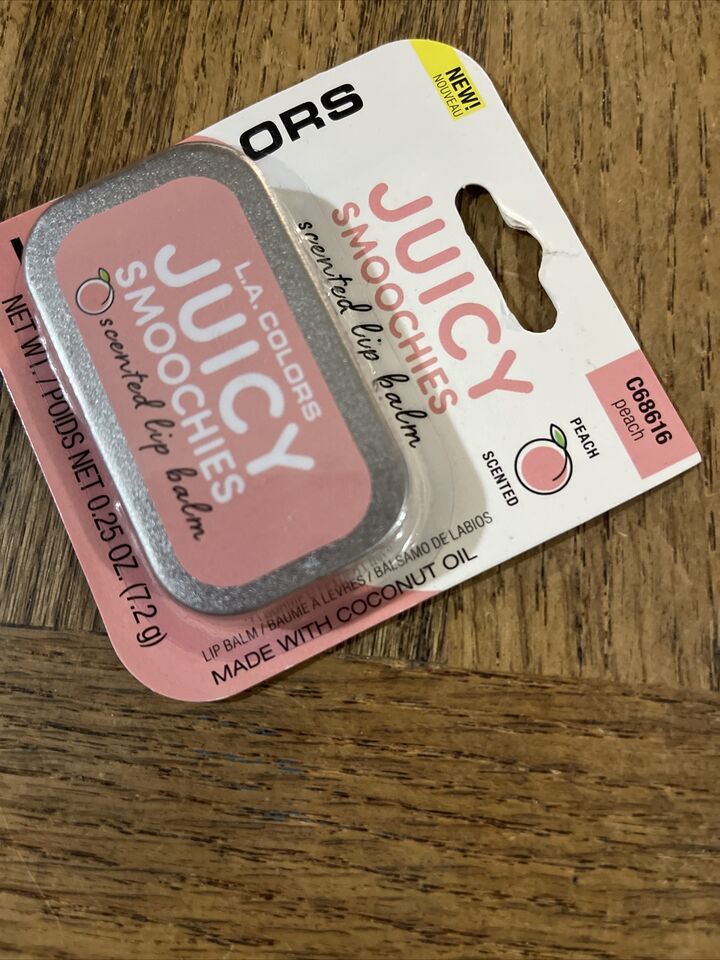 ORS
NEW!
NOUVEAU
JUICY
SMOOCHIES
scented lip balm
C68616
peach
PEACH
SCENTED
L.A. COLORS
JUICY
SMOOCHIES
scented lip balm
LIP BALM / BAUME À LÈVRES / BALSAMO DE LABIOS
MADE WITH COCONUT OIL
NET WT. / POIDS NET 0.25 OZ. (7.2 g)